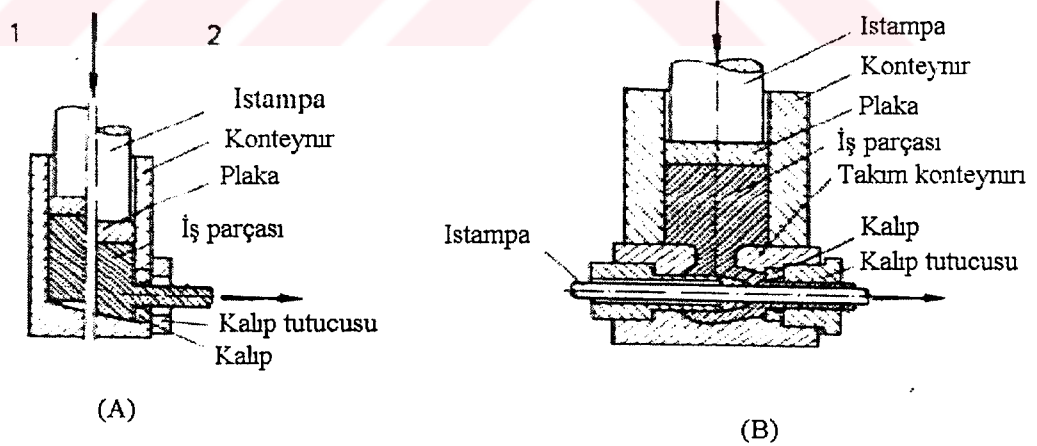 1
2
Istampa
Konteynır
Plaka
İş parçası
Kalıp tutucusu
Kalıp
(A)
Istampa
Konteynır
Plaka
İş parçası
Takım konteynırı
Kalıp
Kalıp tutucusu
Istampa
(B)